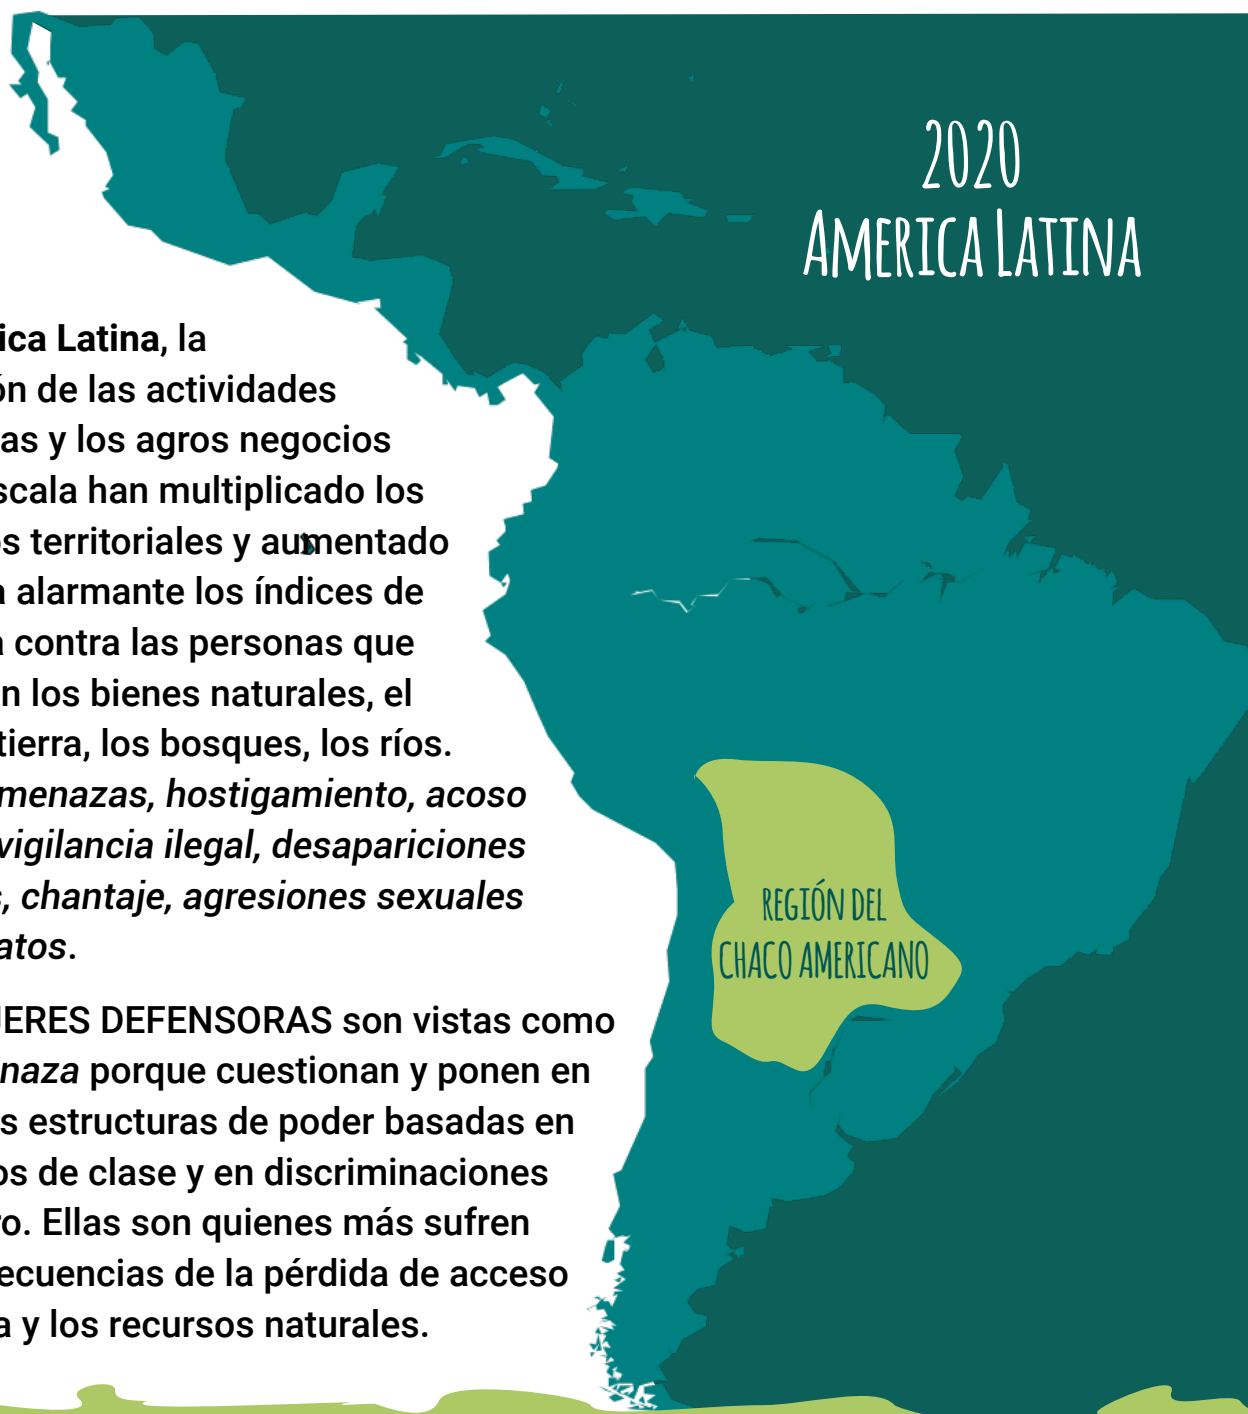 2020
AMERICA LATINA
ica Latina, la
ón de las actividades
as y los agros negocios
scala han multiplicado los
s territoriales y aumentado
a alarmante los índices de
a contra las personas que
n los bienes naturales, el
tierra, los bosques, los ríos.
menazas, hostigamiento, acoso
vigilancia ilegal, desapariciones
s, chantaje, agresiones sexuales
atos.
REGIÓN DEL
CHACO AMERICANO
JERES DEFENSORAS son vistas como
naza porque cuestionan y ponen en
s estructuras de poder basadas en
os de clase y en discriminaciones
ro. Ellas son quienes más sufren
ecuencias de la pérdida de acceso
a y los recursos naturales.